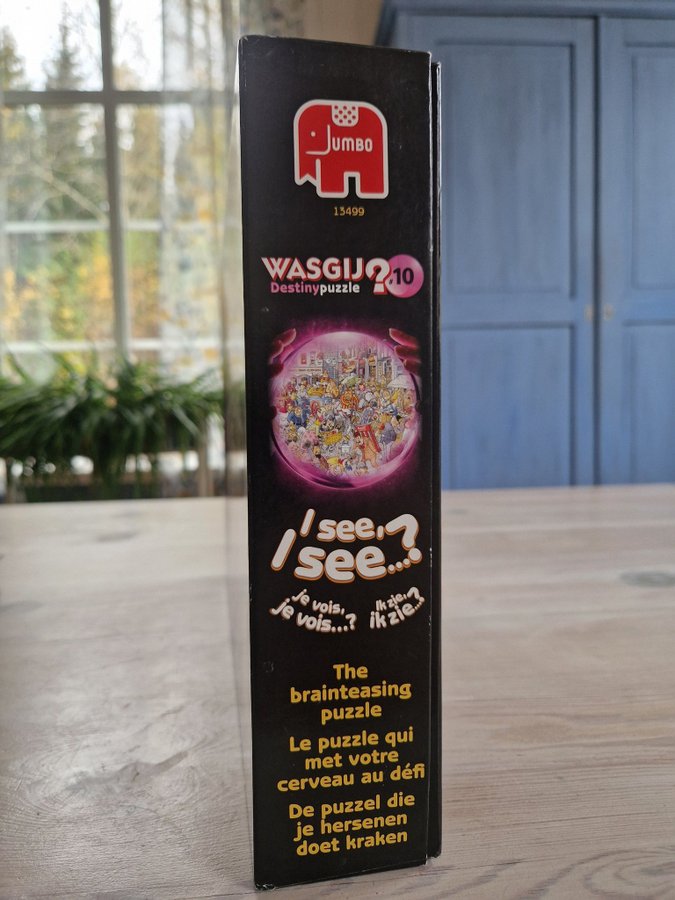 JUMBO
13499
WASGIJ? .10
Destinypuzzle
I see,
I see...?
je vois,
je vois...?
Ik zie,
ik zie...?
The
brainteasing
puzzle
Le puzzle qui
met votre
cerveau au défi
De puzzel die
je hersenen
doet kraken